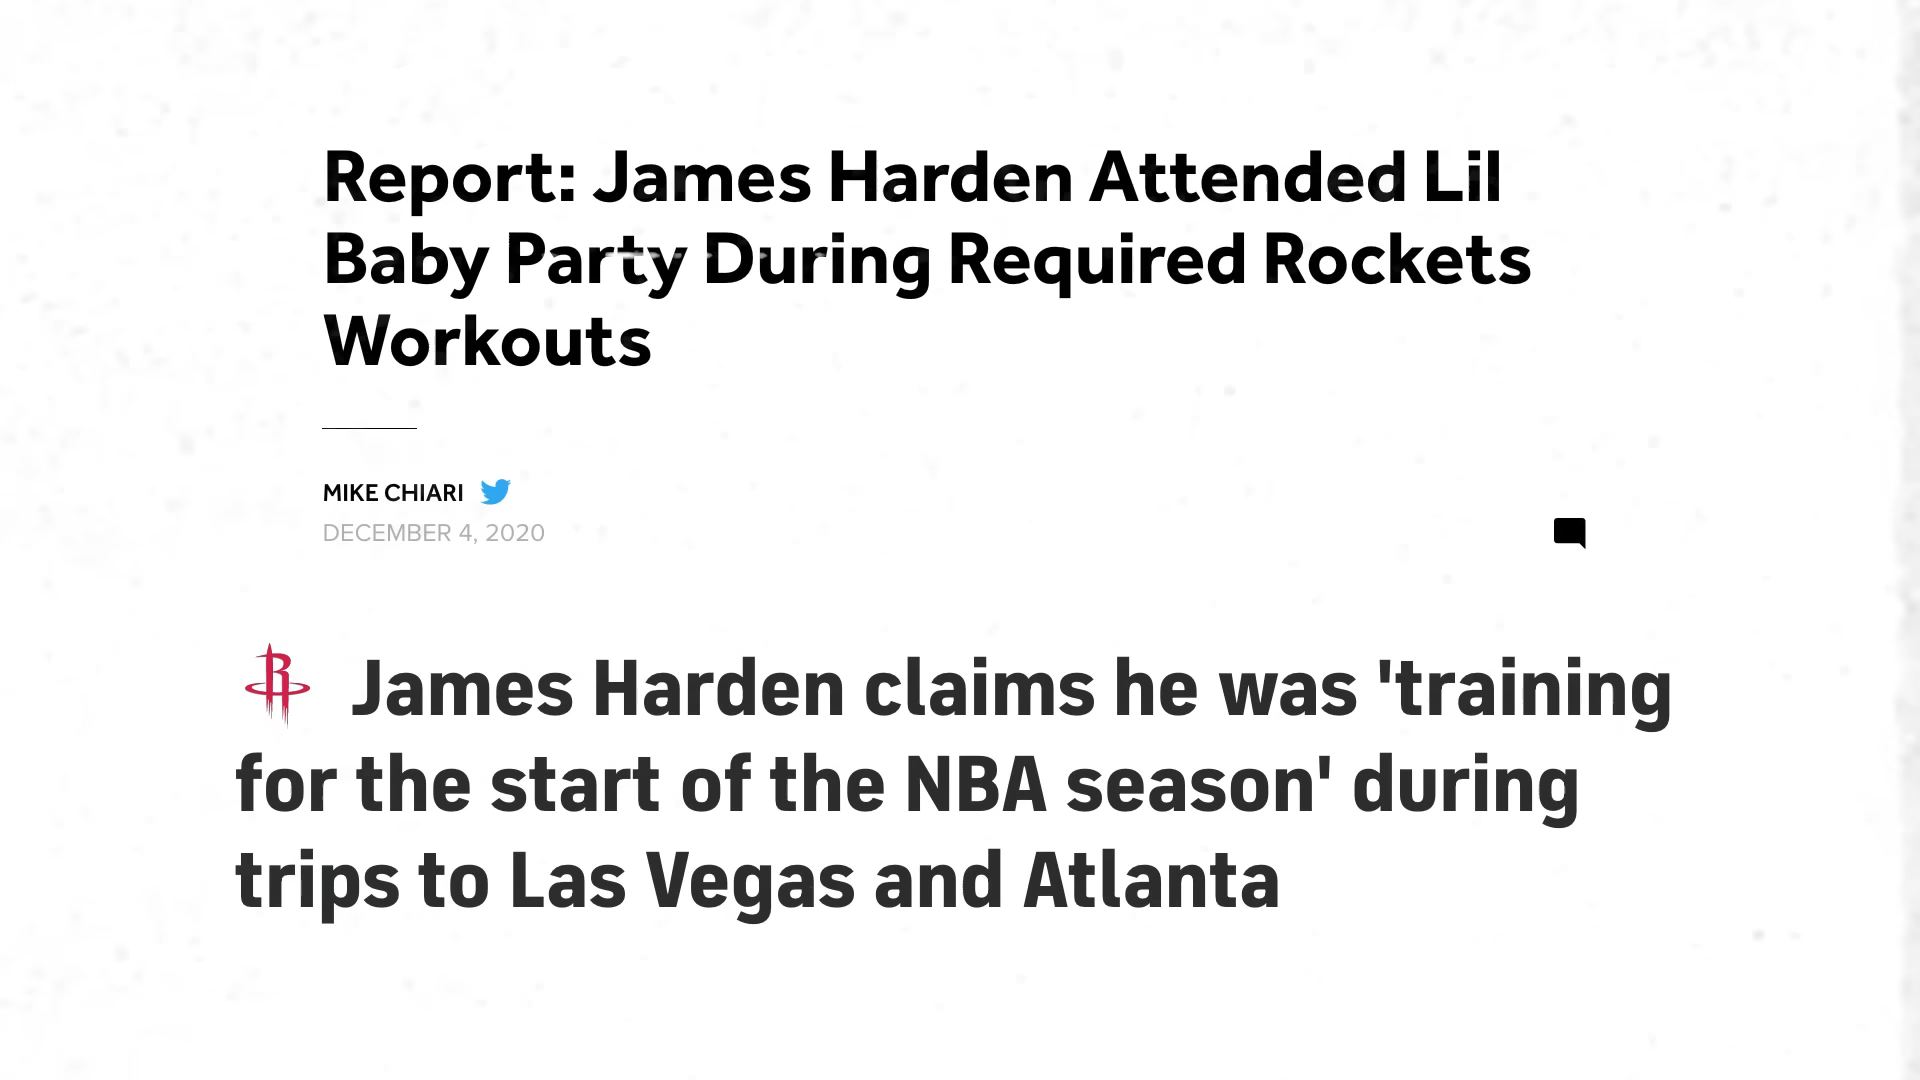 Report: James Harden Attended Lil
Baby Party During Required Rockets
Workouts
MIKE CHIARI
DECEMBER 4, 2020
James Harden claims he was 'training
for the start of the NBA season' during
trips to Las Vegas and Atlanta